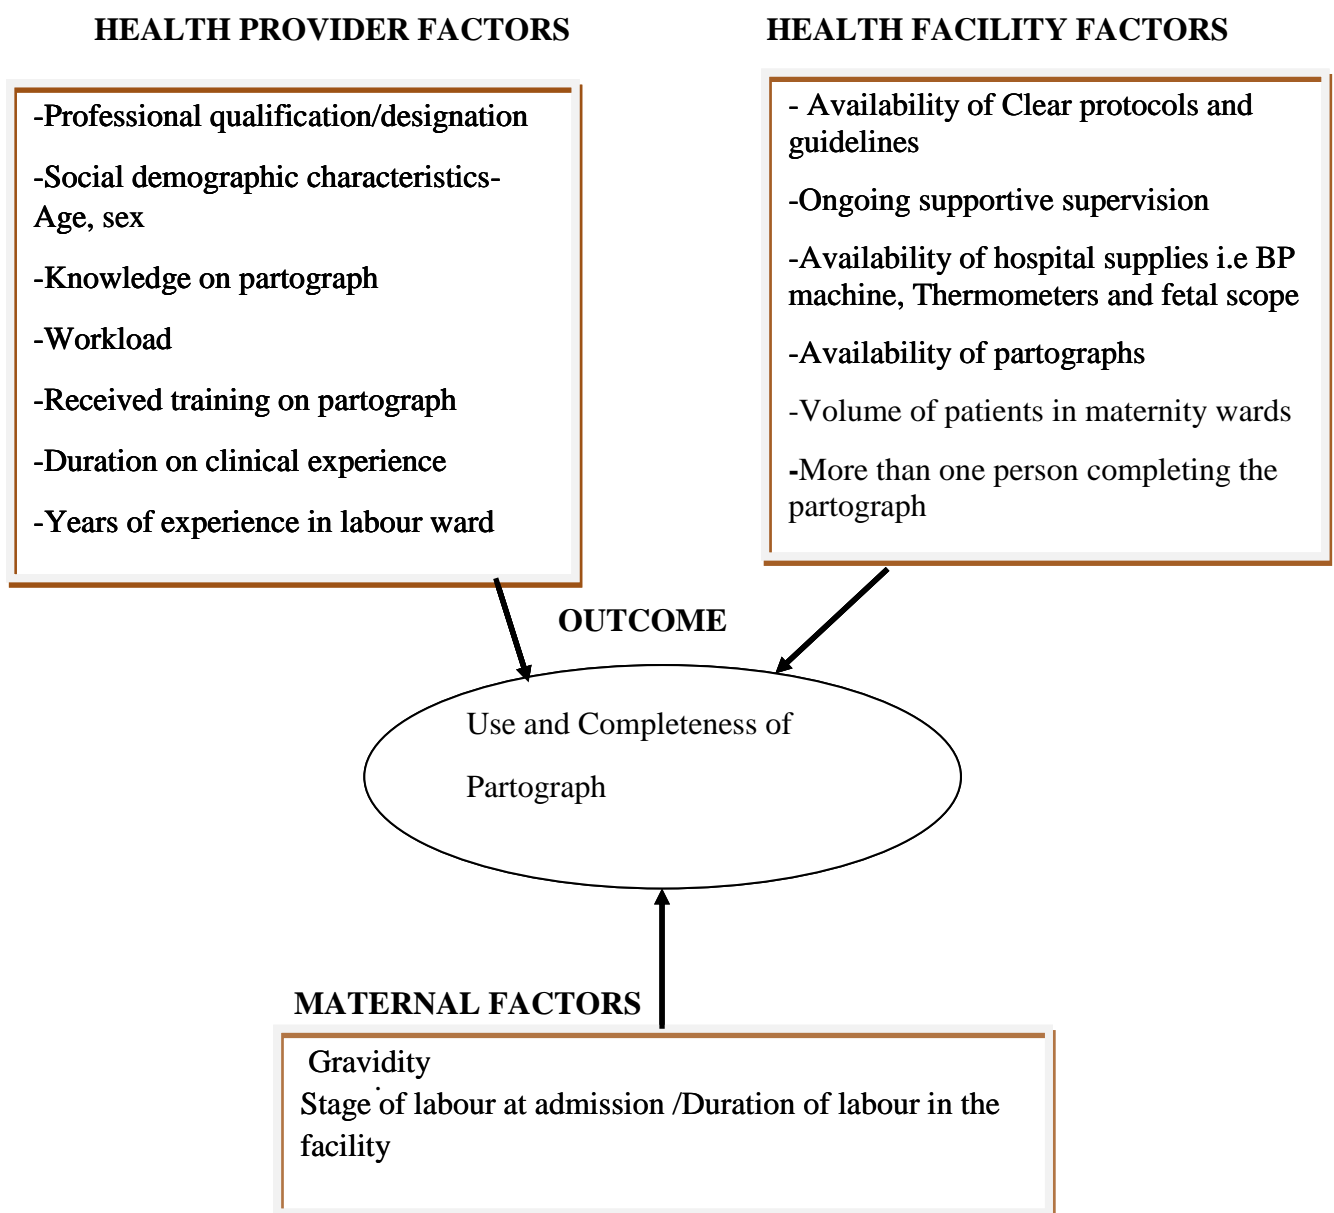 HEALTH PROVIDER FACTORS
-Professional qualification/designation
-Social demographic characteristics-
Age, sex
-Knowledge on partograph
-Workload
-Received training on partograph
-Duration on clinical experience
-Years of experience in labour ward
HEALTH FACILITY FACTORS
- Availability of Clear protocols and
guidelines
-Ongoing supportive supervision
-Availability of hospital supplies i.e BP
machine, Thermometers and fetal scope
-Availability of partographs
-Volume of patients in maternity wards
-More than one person completing the
partograph
OUTCOME
Use and Completeness of
Partograph
MATERNAL FACTORS
Gravidity
.
Stage of labour at admission /Duration of labour in the
facility